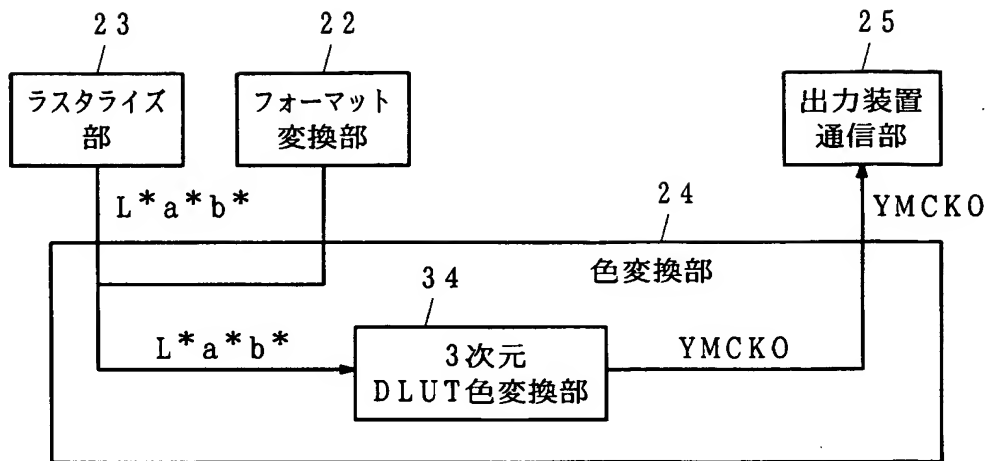 23
22
25
ラスタライズ
部
フォーマット
変換部
出力装置
通信部
L*a*b*
24
YMCKO
色変換部
34
L*a*b*
3次元
DLUT色変換部
YMCKO